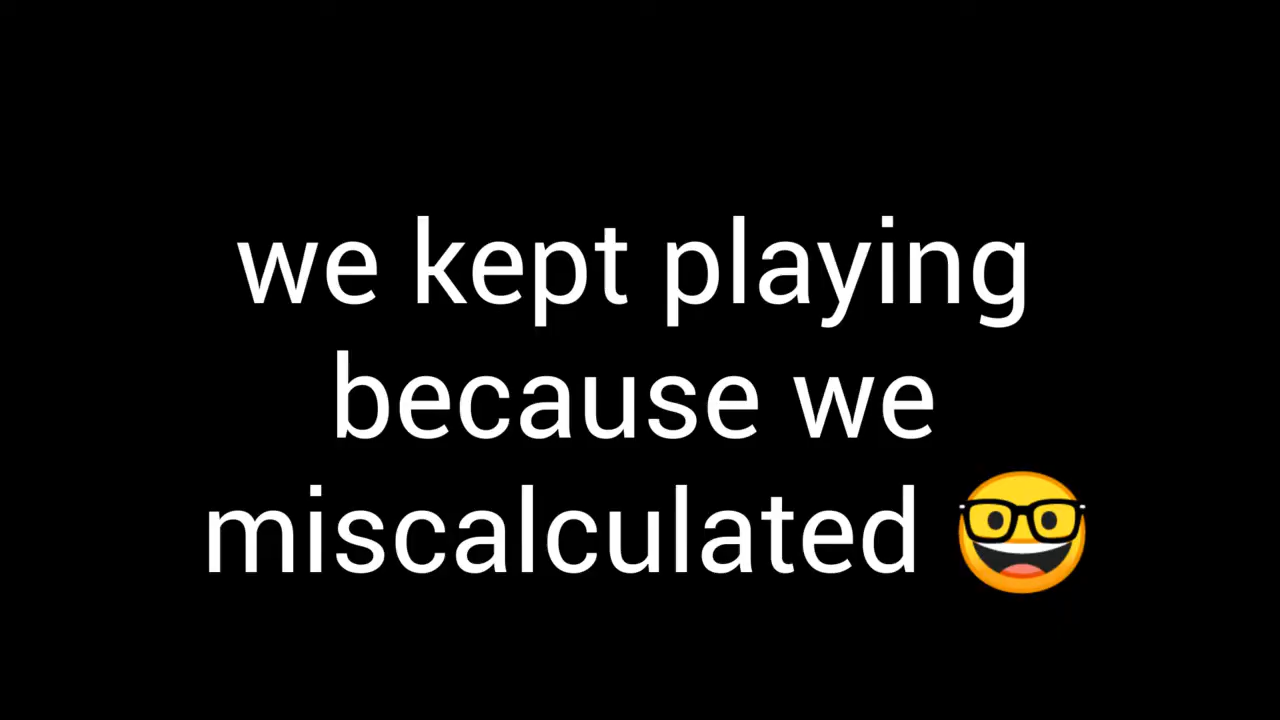 we kept playing
because we
miscalculated 🤓